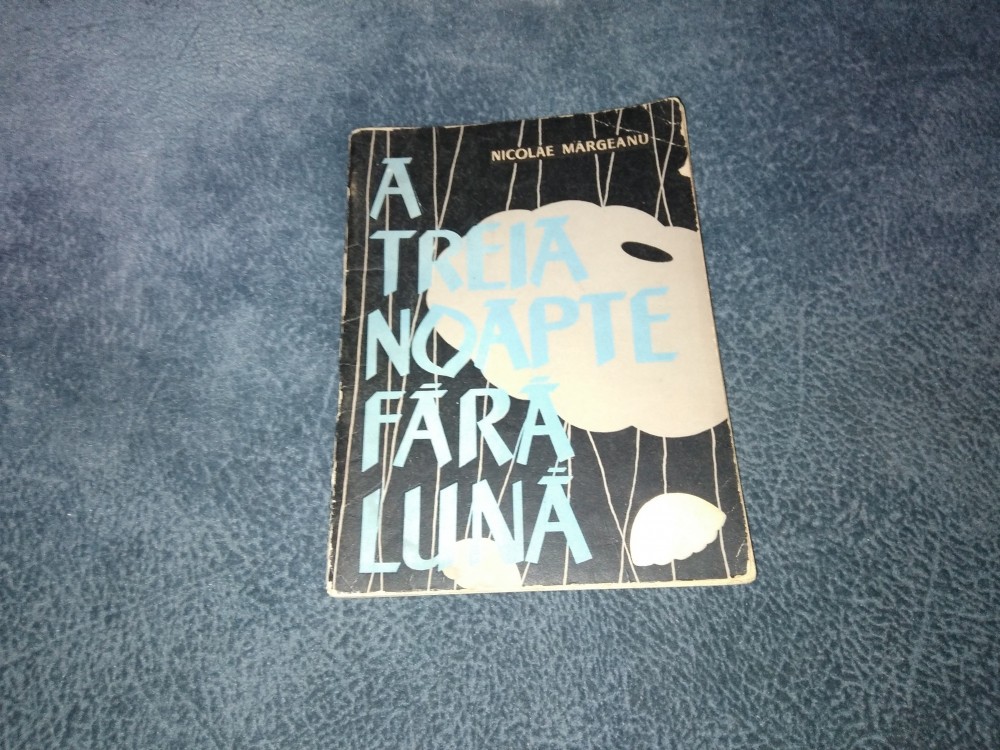 NICOLAE MĂRGEANU
A
TREIA
NOAPTE
FĂRĂ
LUNĂ